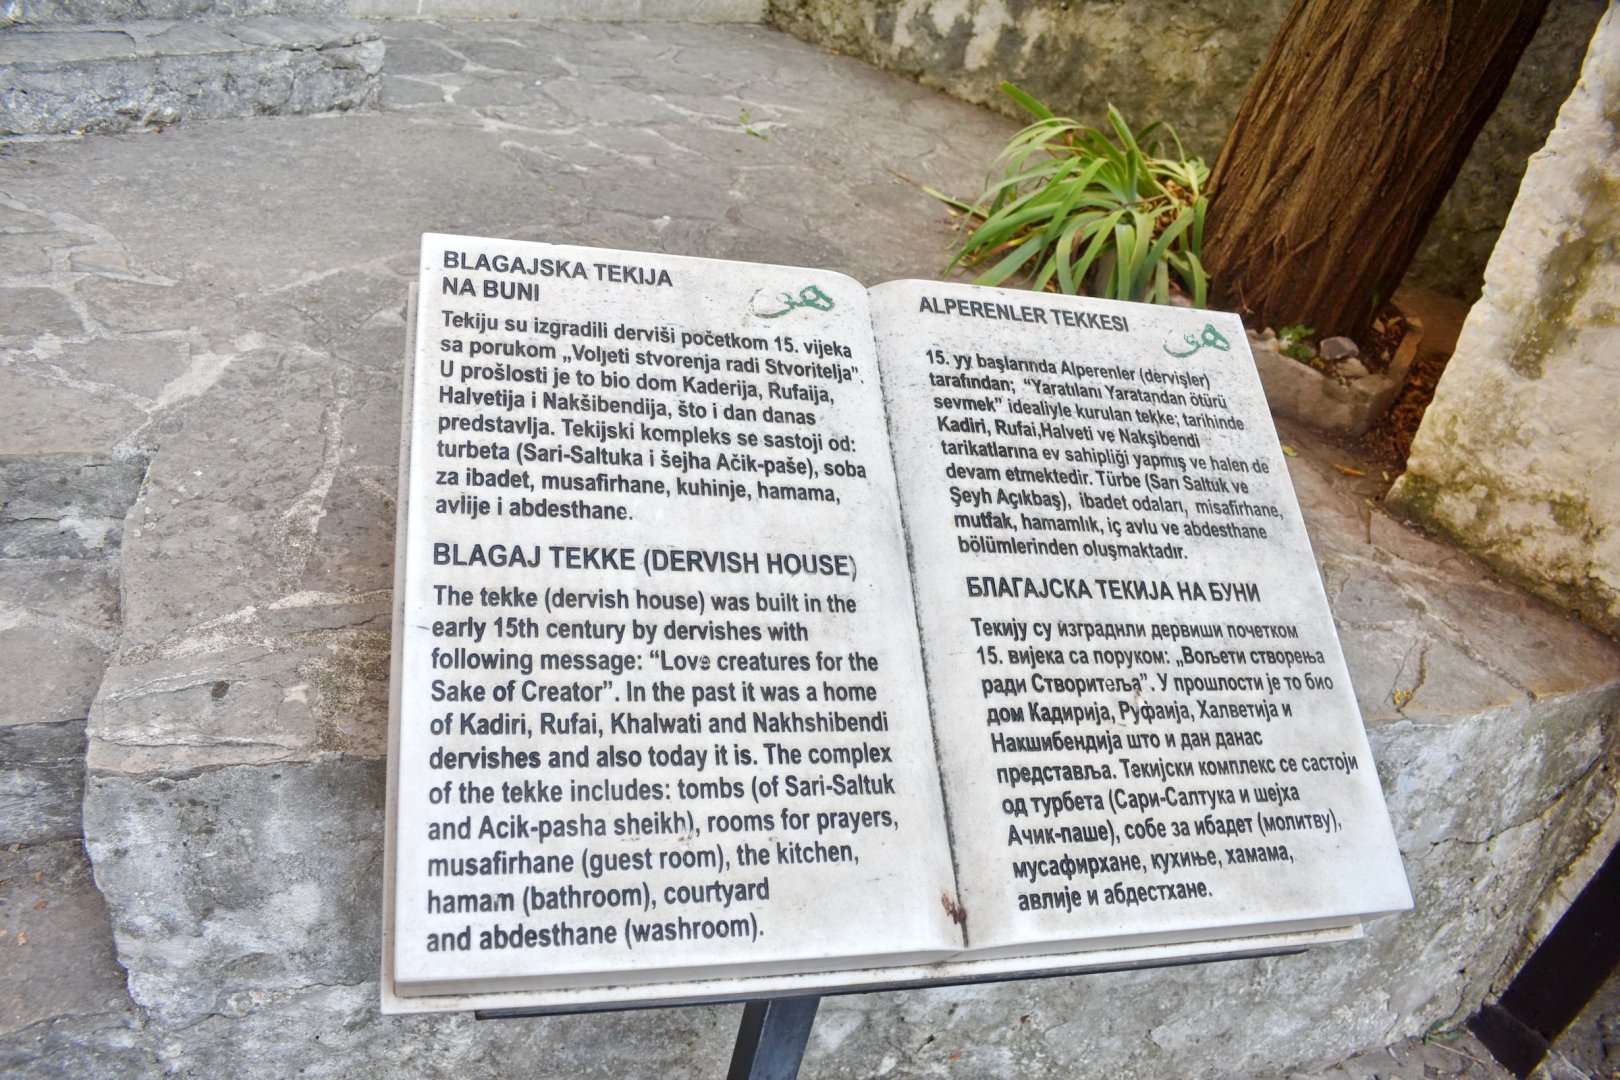 BLAGAJSKA TEKIJA
NA BUNI
Tekiju su izgradili derviši početkom 15. vijeka
sa porukom „Voljeti stvorenja radi Stvoritelja”.
U prošlosti je to bio dom Kaderija, Rufaija,
Halvetija i Nakšibendija, što i dan danas
predstavlja. Tekijski kompleks se sastoji od:
turbeta (Sari-Saltuka i šejha Ačik-paše), soba
za ibadet, musafirhane, kuhinje, hamama,
avlije i abdesthane.
BLAGAJ TEKKE (DERVISH HOUSE)
The tekke (dervish house) was built in the
early 15th century by dervishes with
following message: “Love creatures for the
Sake of Creator”. In the past it was a home
of Kadiri, Rufai, Khalwati and Nakhshibendi
dervishes and also today it is. The complex
of the tekke includes: tombs (of Sari-Saltuk
and Acik-pasha sheikh), rooms for prayers,
musafirhane (guest room), the kitchen,
hamam (bathroom), courtyard
and abdesthane (washroom).
ALPERENLER TEKKESI
15. yy başlarında Alperenler (dervişler)
tarafından; “Yaratılanı Yaratandan ötürü
sevmek” idealiyle kurulan tekke; tarihinde
Kadiri, Rufai,Halveti ve Nakşibendi
tarikatlarına ev sahipliği yapmış ve halen de
devam etmektedir. Türbe (Sarı Saltuk ve
Şeyh Açıkbaş), ibadet odaları, misafirhane,
mutfak, hamamlık, iç avlu ve abdesthane
bölümlerinden oluşmaktadır.
БЛАГАЈСКА ТЕКИЈА НА БУНИ
Текију су изграднли дервиши почетком
15. вијека са поруком: „Вољети створења
ради Створитеља”. У прошлости је то био
дом Кадирија, Руфаија, Халветија и
Накшибендија што и дан данас
представља. Текијски комплекс се састоји
од турбета (Сари-Салтука и шејха
Ачик-паше), собе за ибадет (молитву),
мусафирхане, кухиње, хамама,
авлије и абдестхане.